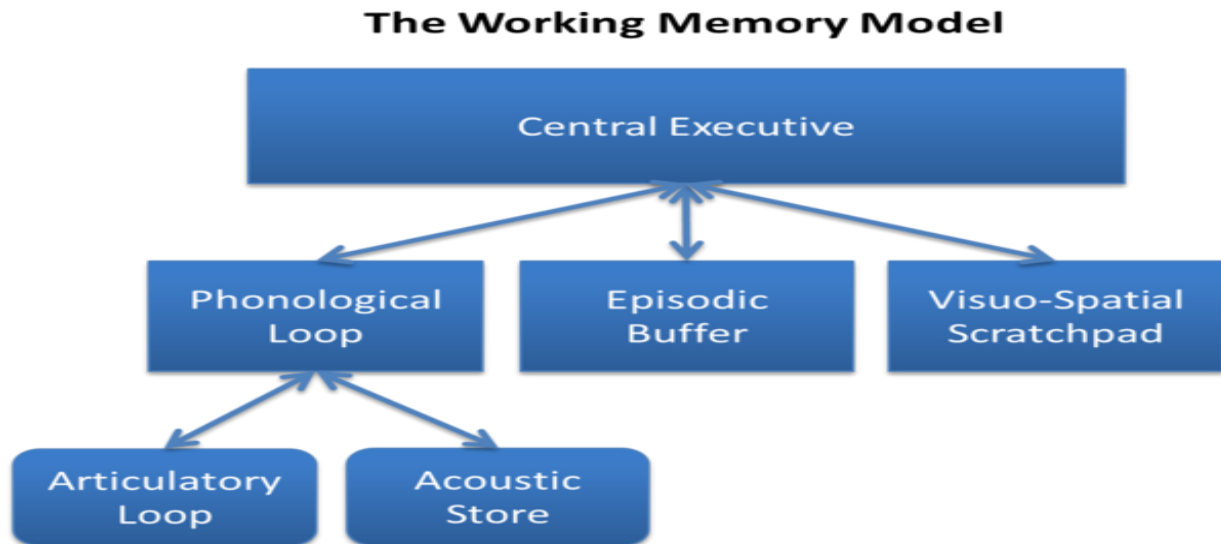 The Working Memory Model
Central Executive
Phonological
Loop
Episodic
Buffer
Visuo-Spatial
Scratchpad
Articulatory
Loop
Acoustic
Store